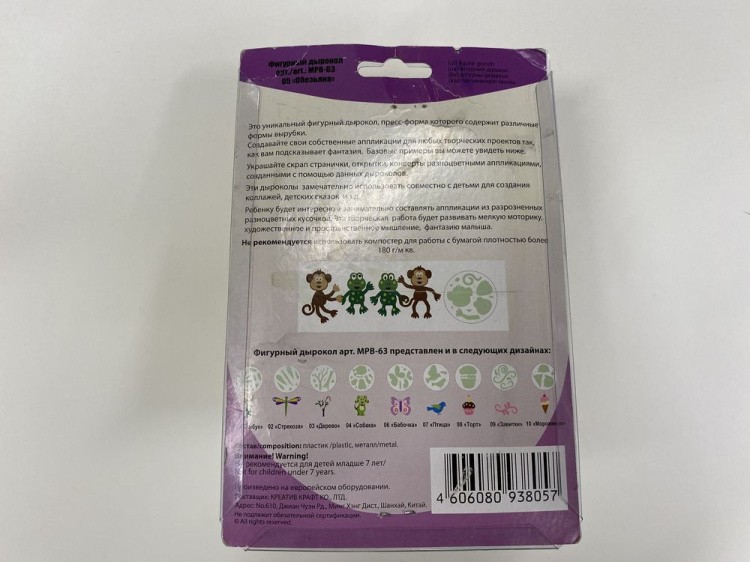 Фигурный дырокол
арт./art.: МРВ-63
05 «Обезьяна»
Это уникальный фигурный дырокол, пресс-форма которого содержит различные
формы вырубки.
Создавайте свои собственные аппликации для любых творческих проектов так,
как вам подсказывает фантазия. Базовые примеры вы можете увидеть ниже.
Украшайте скрап странички, открытки, конверты разноцветными аппликациями,
созданными с помощью данных дыроколов.
Эти дыроколы замечательно использовать совместно с детьми для создания
коллажей, детских сказок и т.д.
Ребенку будет интересно и занимательно составлять аппликации из разрозненных
разноцветных кусочков. Эта творческая работа будет развивать мелкую моторику,
художественное и пространственное мышление, фантазию малыша.
Не рекомендуется использовать компостер для работы с бумагой плотностью более
180 г/м кв.
Фигурный дырокол арт. МРВ-63 представлен и в следующих дизайнах:
02 «Стрекоза» 03 «Дерево» 04 «Собака» 06 «Бабочка» 07 «Птица» 08 «Торт» 09 «Завитки» 10 «Мороженое»
Состав/composition: пластик /plastic, металл/metal.
Внимание! Warning!
Не рекомендуется для детей младше 7 лет/
Not for children under 7 years.
Произведено на европейском оборудовании.
Поставщик: КРЕАТИВ КРАФТ КО ., ЛТД.
Адрес: No.610, Джиан Чуэн Рд., Минг Хэнг Дист., Шанхай, Китай.
Не подлежит обязательной сертификации.
© All rights reserved.
4 606080 938057